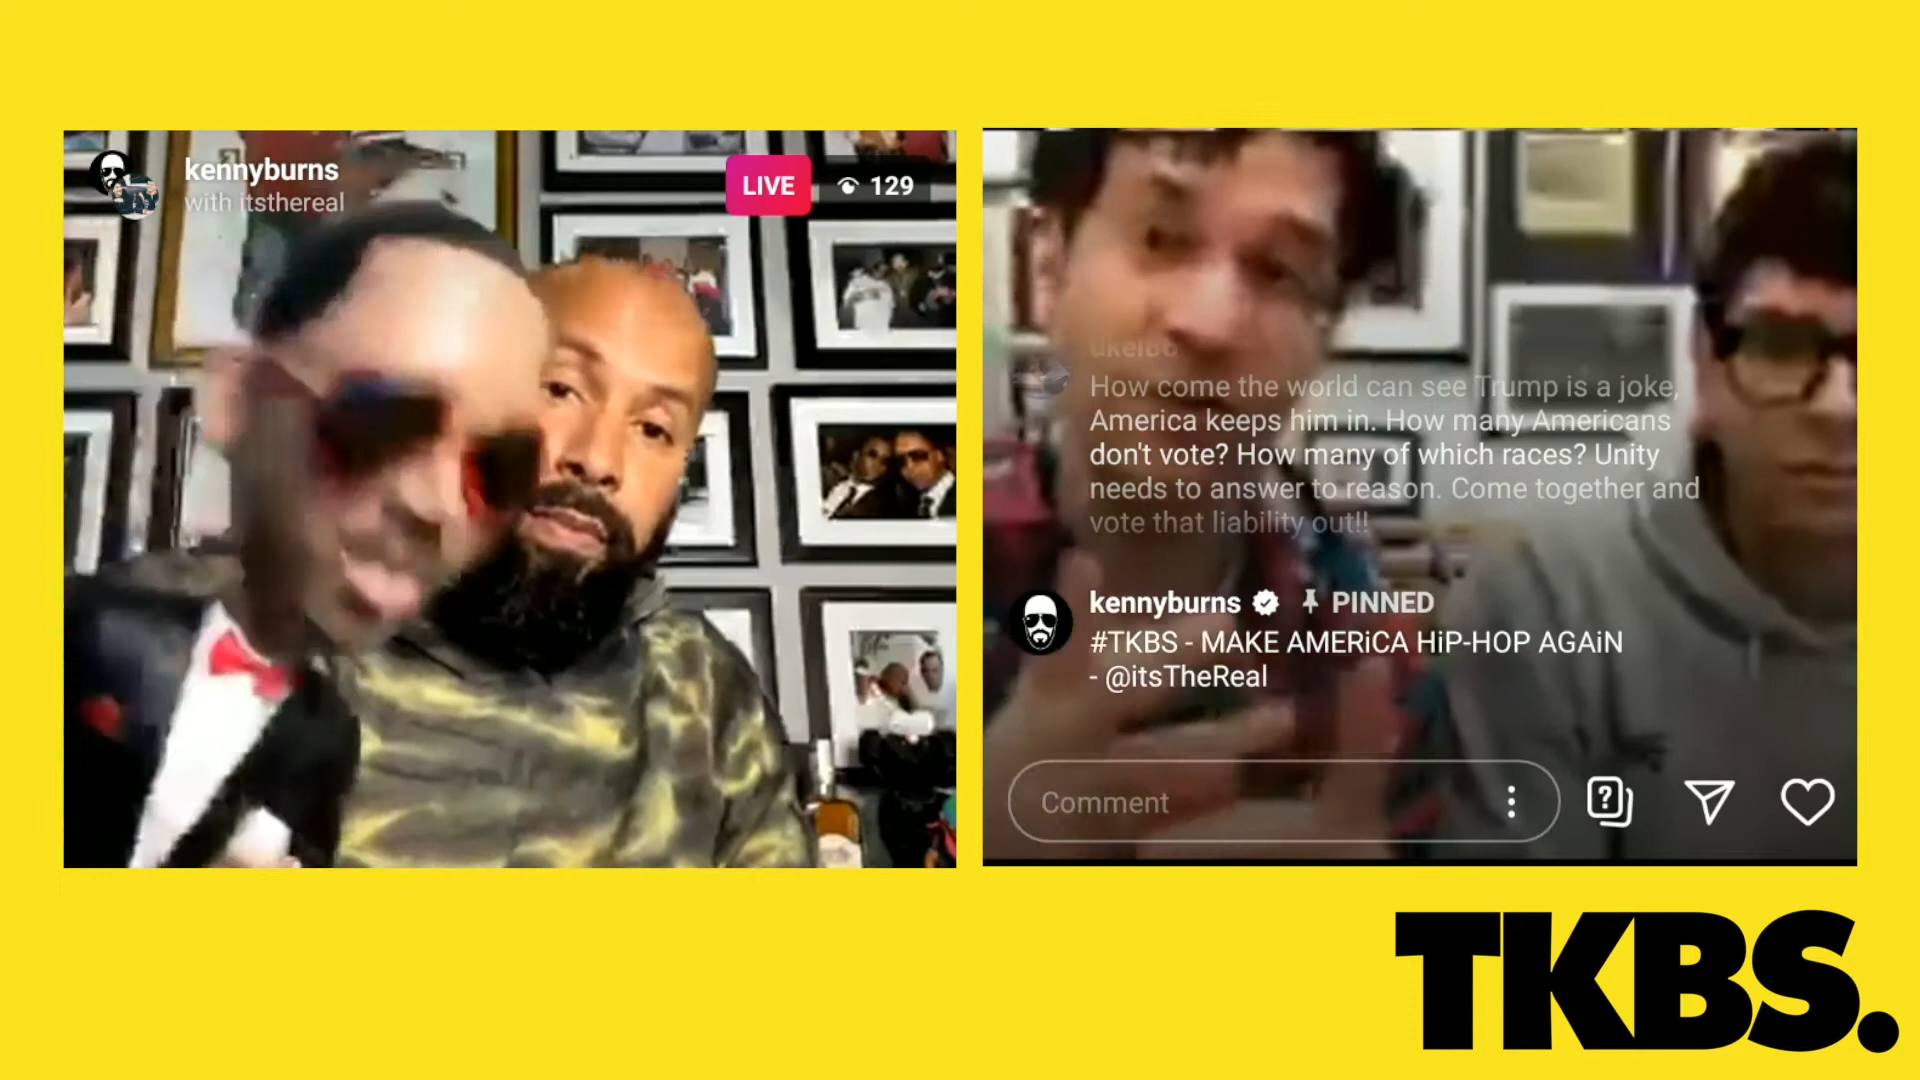 kennyburns
with itsthereal
LIVE
129
ukei86
How come the world can see Trump is a joke,
America keeps him in. How many Americans
don't vote? How many of which races? Unity
needs to answer to reason. Come together and
vote that liability out!!
kennyburns PINNED
#TKBS - MAKE AMERiCA HiP-HOP AGAiN
- @itsTheReal
Comment
?
TKBS.